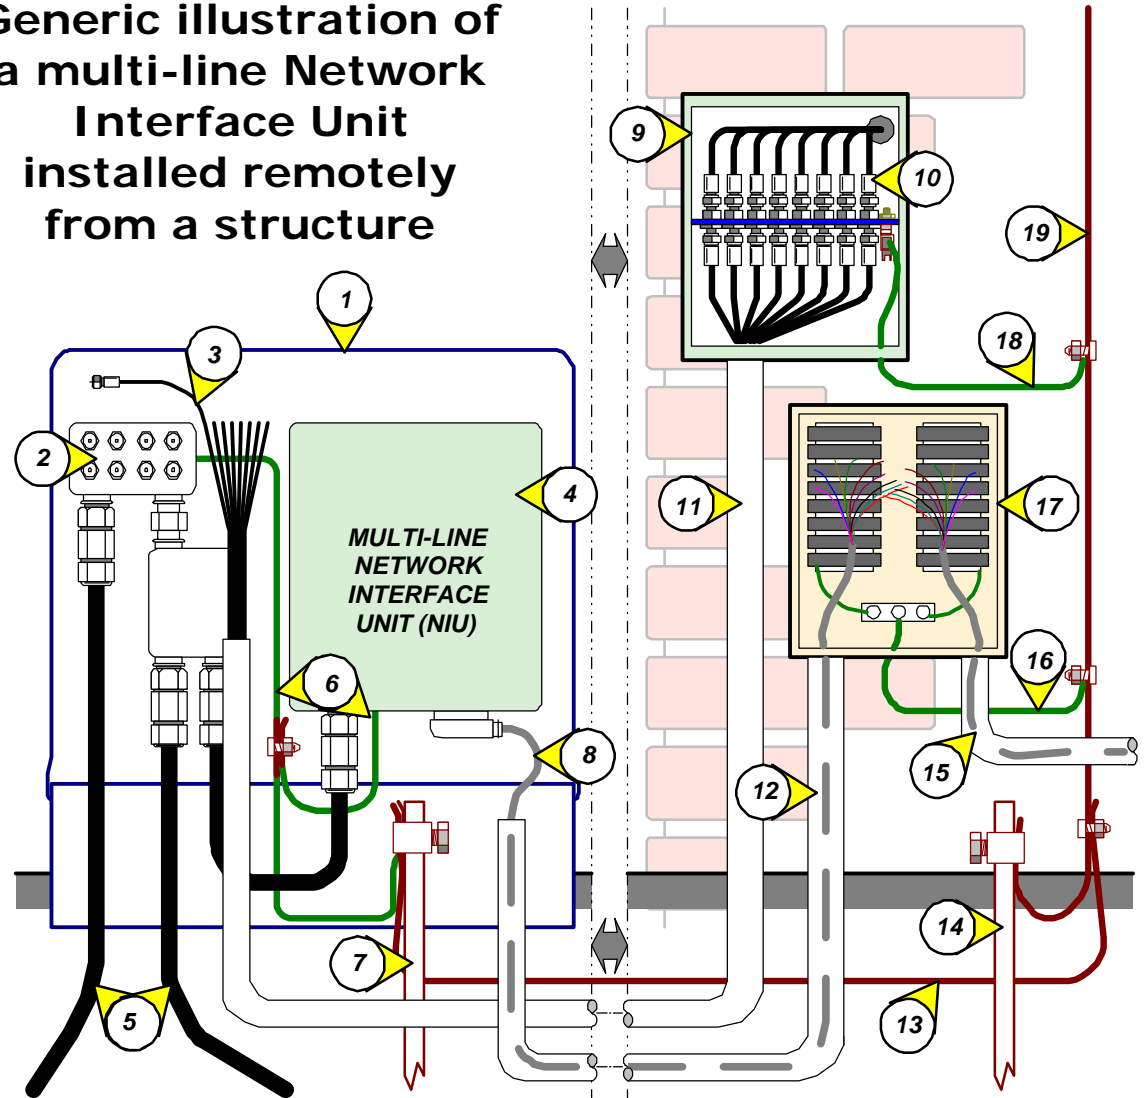 Generic illustration of
a multi-line Network
Interface Unit
installed remotely
from a structure
1
2
3
4
MULTI-LINE
NETWORK
INTERFACE
UNIT (NIU)
5
6
7
8
9
10
11
12
13
14
15
16
17
18
19